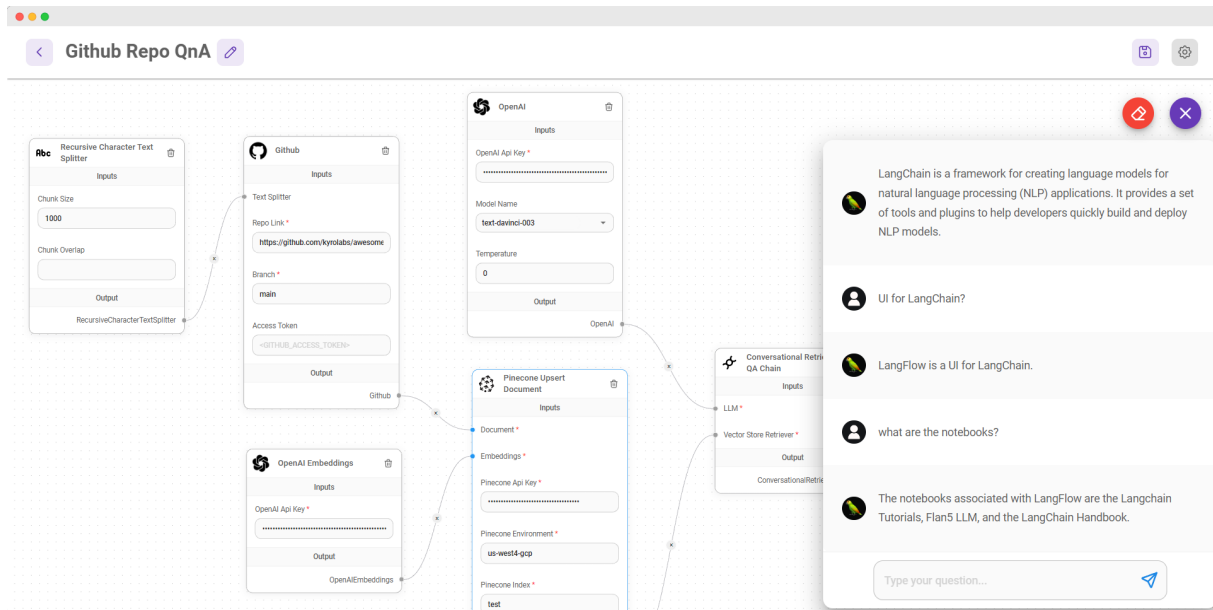 Github Repo QnA
Abc
Recursive Character Text
Splitter
Inputs
Chunk Size
1000
Chunk Overlap
Output
RecursiveCharacterTextSplitter
Github
Inputs
Text Splitter
Repo Link *
https://github.com/kyrolabs/awesome
Branch *
main
Access Token
<GITHUB_ACCESS_TOKEN>
Output
Github
OpenAI Embeddings
Inputs
OpenAI Api Key *
Output
OpenAIEmbeddings
OpenAI
Inputs
OpenAI Api Key *
Model Name
text-davinci-003
Temperature
0
Output
OpenAI
Pinecone Upsert
Document
Inputs
Document *
Embeddings *
Pinecone Api Key *
Pinecone Environment *
us-west4-gcp
Pinecone Index *
test
Conversational Retrie
QA Chain
Inputs
LLM *
Vector Store Retriever *
Output
ConversationalRetrie
LangChain is a framework for creating language models for
natural language processing (NLP) applications. It provides a set
of tools and plugins to help developers quickly build and deploy
NLP models.
UI for LangChain?
LangFlow is a UI for LangChain.
what are the notebooks?
The notebooks associated with LangFlow are the Langchain
Tutorials, Flan5 LLM, and the LangChain Handbook.
Type your question...